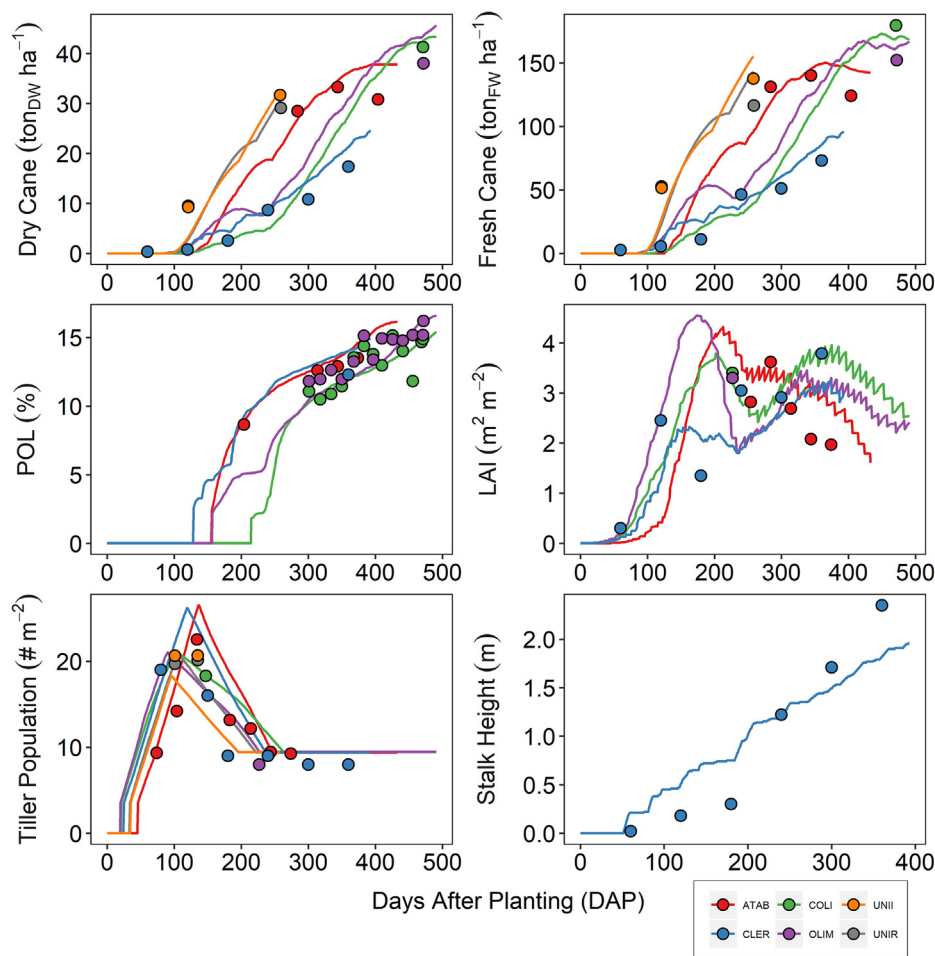 Dry Cane (ton_DW ha⁻¹)
40
30
20
10
0
0 100 200 300 400 500
Fresh Cane (ton_FW ha⁻¹)
150
100
50
0
0 100 200 300 400 500
POL (%)
15
10
5
0
0 100 200 300 400 500
LAI (m² m⁻²)
4
3
2
1
0
0 100 200 300 400 500
Tiller Population (# m⁻²)
20
10
0
0 100 200 300 400 500
Stalk Height (m)
2.0
1.5
1.0
0.5
0.0
0 100 200 300 400
Days After Planting (DAP)
ATAB COLI UNII
CLER OLIM UNIR